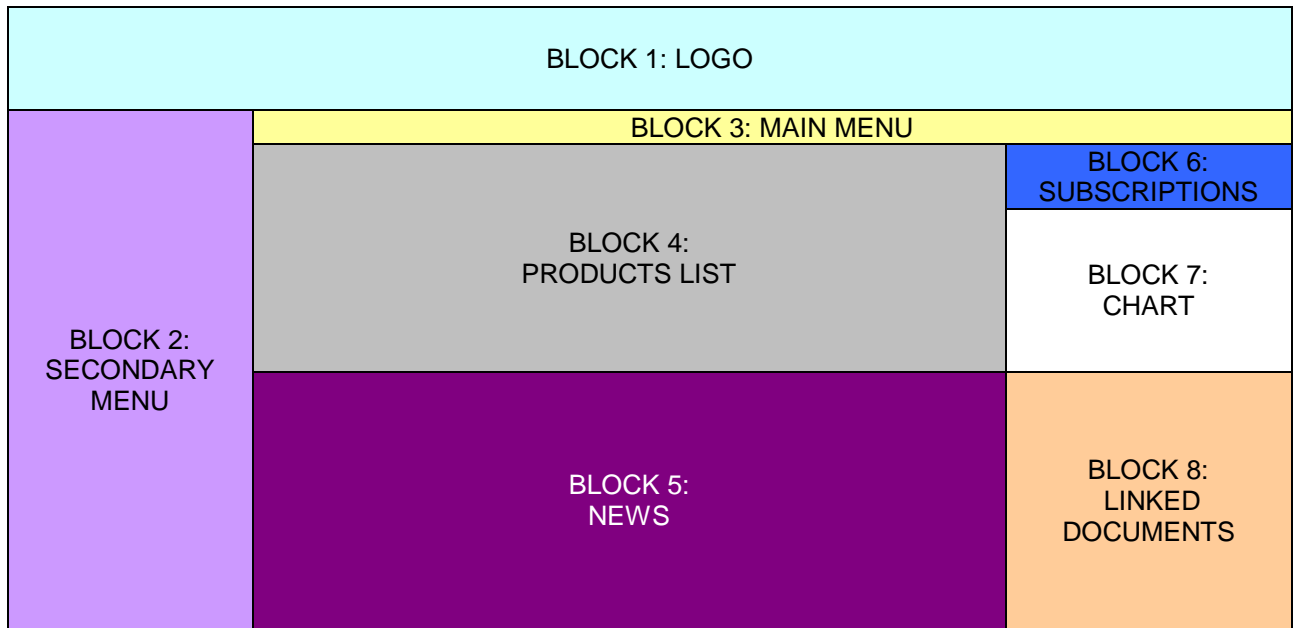 BLOCK 1: LOGO
BLOCK 2:
SECONDARY
MENU
BLOCK 3: MAIN MENU
BLOCK 4:
PRODUCTS LIST
BLOCK 5:
NEWS
BLOCK 6:
SUBSCRIPTIONS
BLOCK 7:
CHART
BLOCK 8:
LINKED
DOCUMENTS